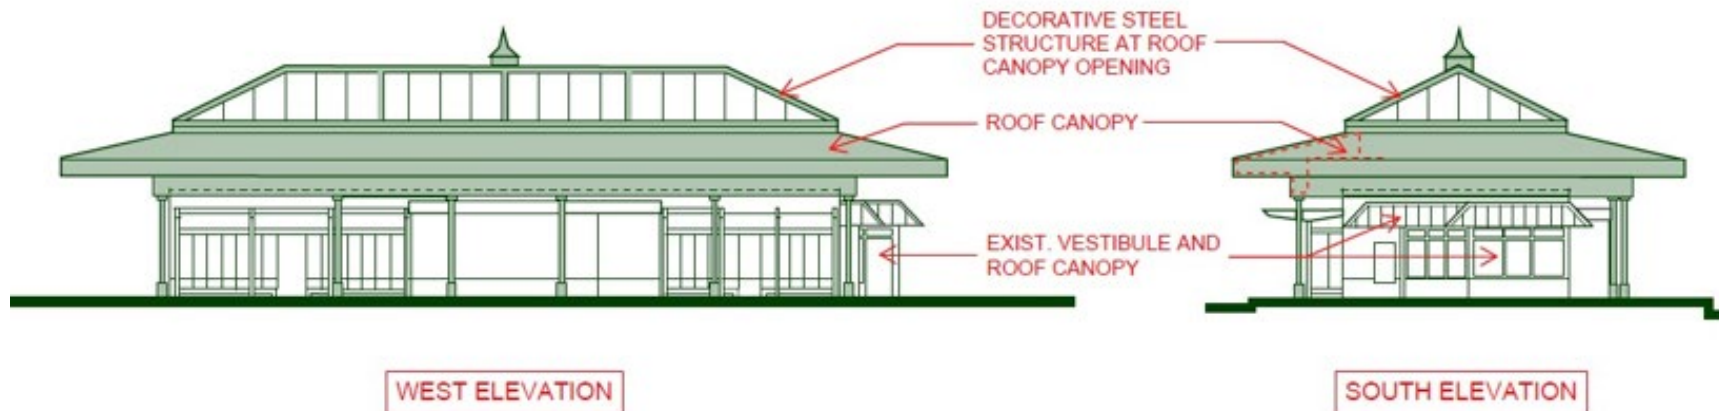 DECORATIVE STEEL
STRUCTURE AT ROOF
CANOPY OPENING
ROOF CANOPY
EXIST. VESTIBULE AND
ROOF CANOPY
WEST ELEVATION
SOUTH ELEVATION